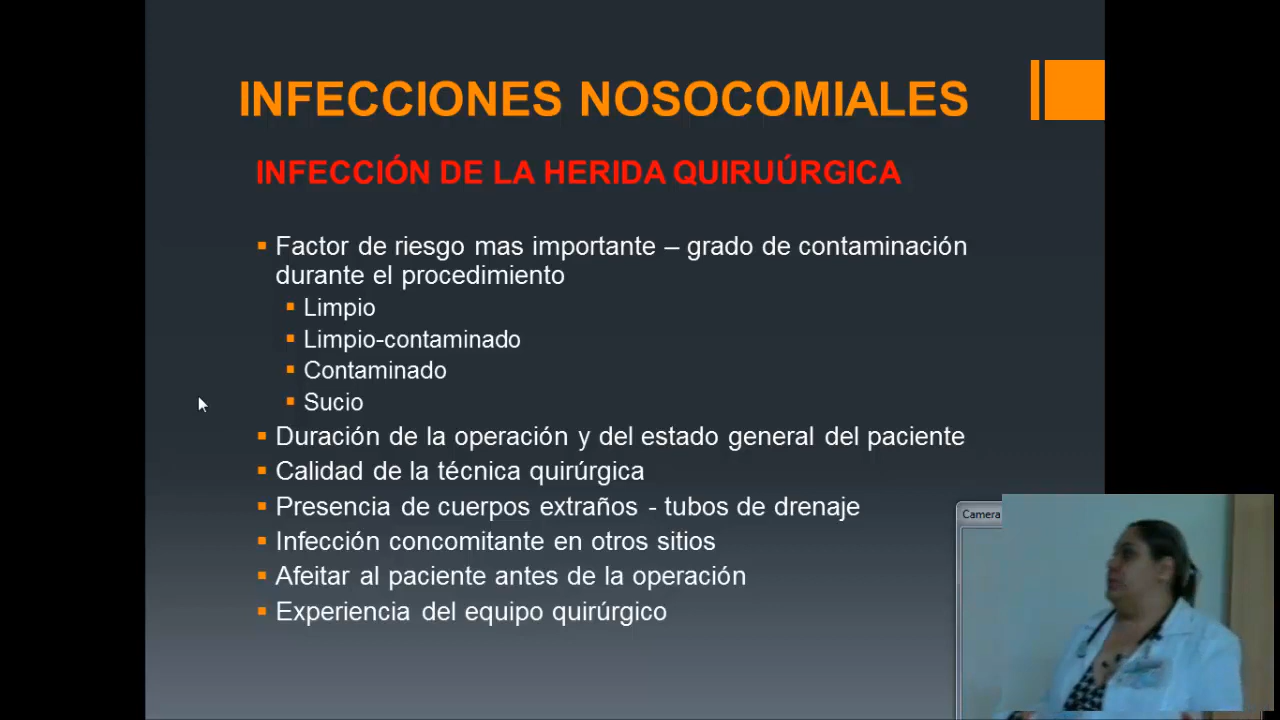 INFECCIONES NOSOCOMIALES
INFECCIÓN DE LA HERIDA QUIRUÚRGICA
Factor de riesgo mas importante – grado de contaminación
durante el procedimiento
Limpio
Limpio-contaminado
Contaminado
Sucio
Duración de la operación y del estado general del paciente
Calidad de la técnica quirúrgica
Presencia de cuerpos extraños - tubos de drenaje
Infección concomitante en otros sitios
Afeitar al paciente antes de la operación
Experiencia del equipo quirúrgico
Camera